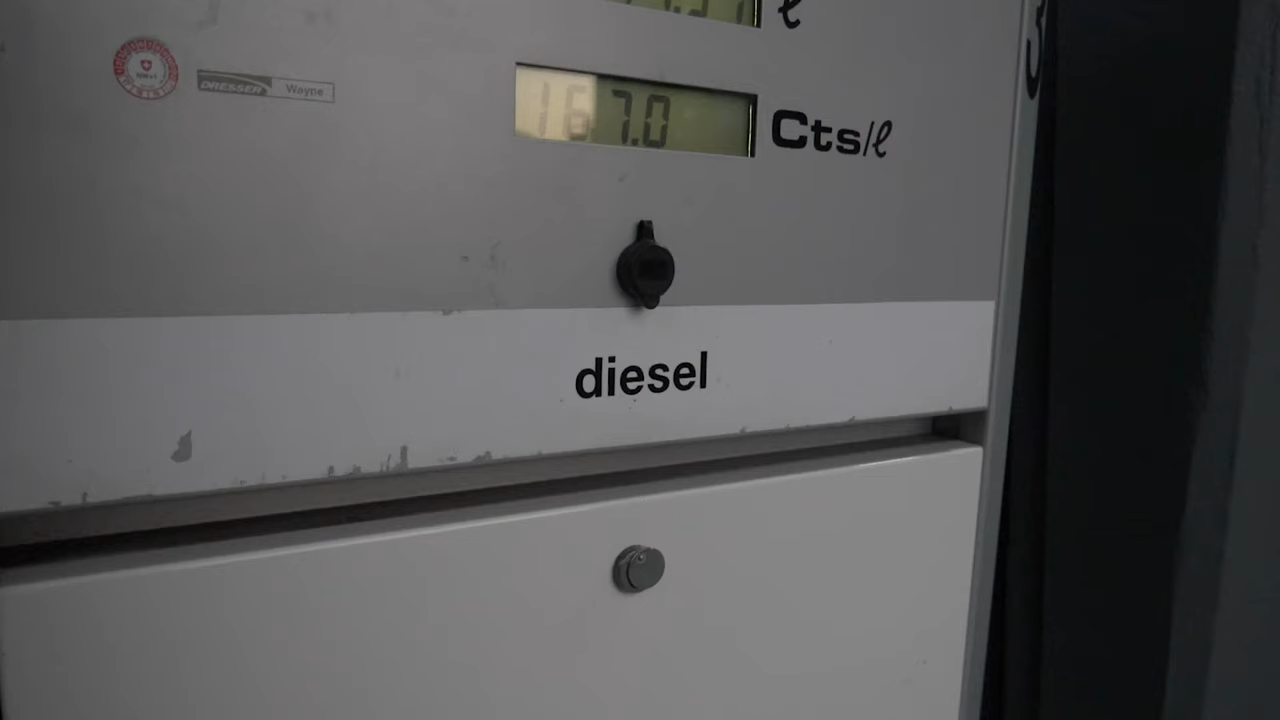 ℓ
DRESSER Wayne
167.0 Cts/ℓ
diesel